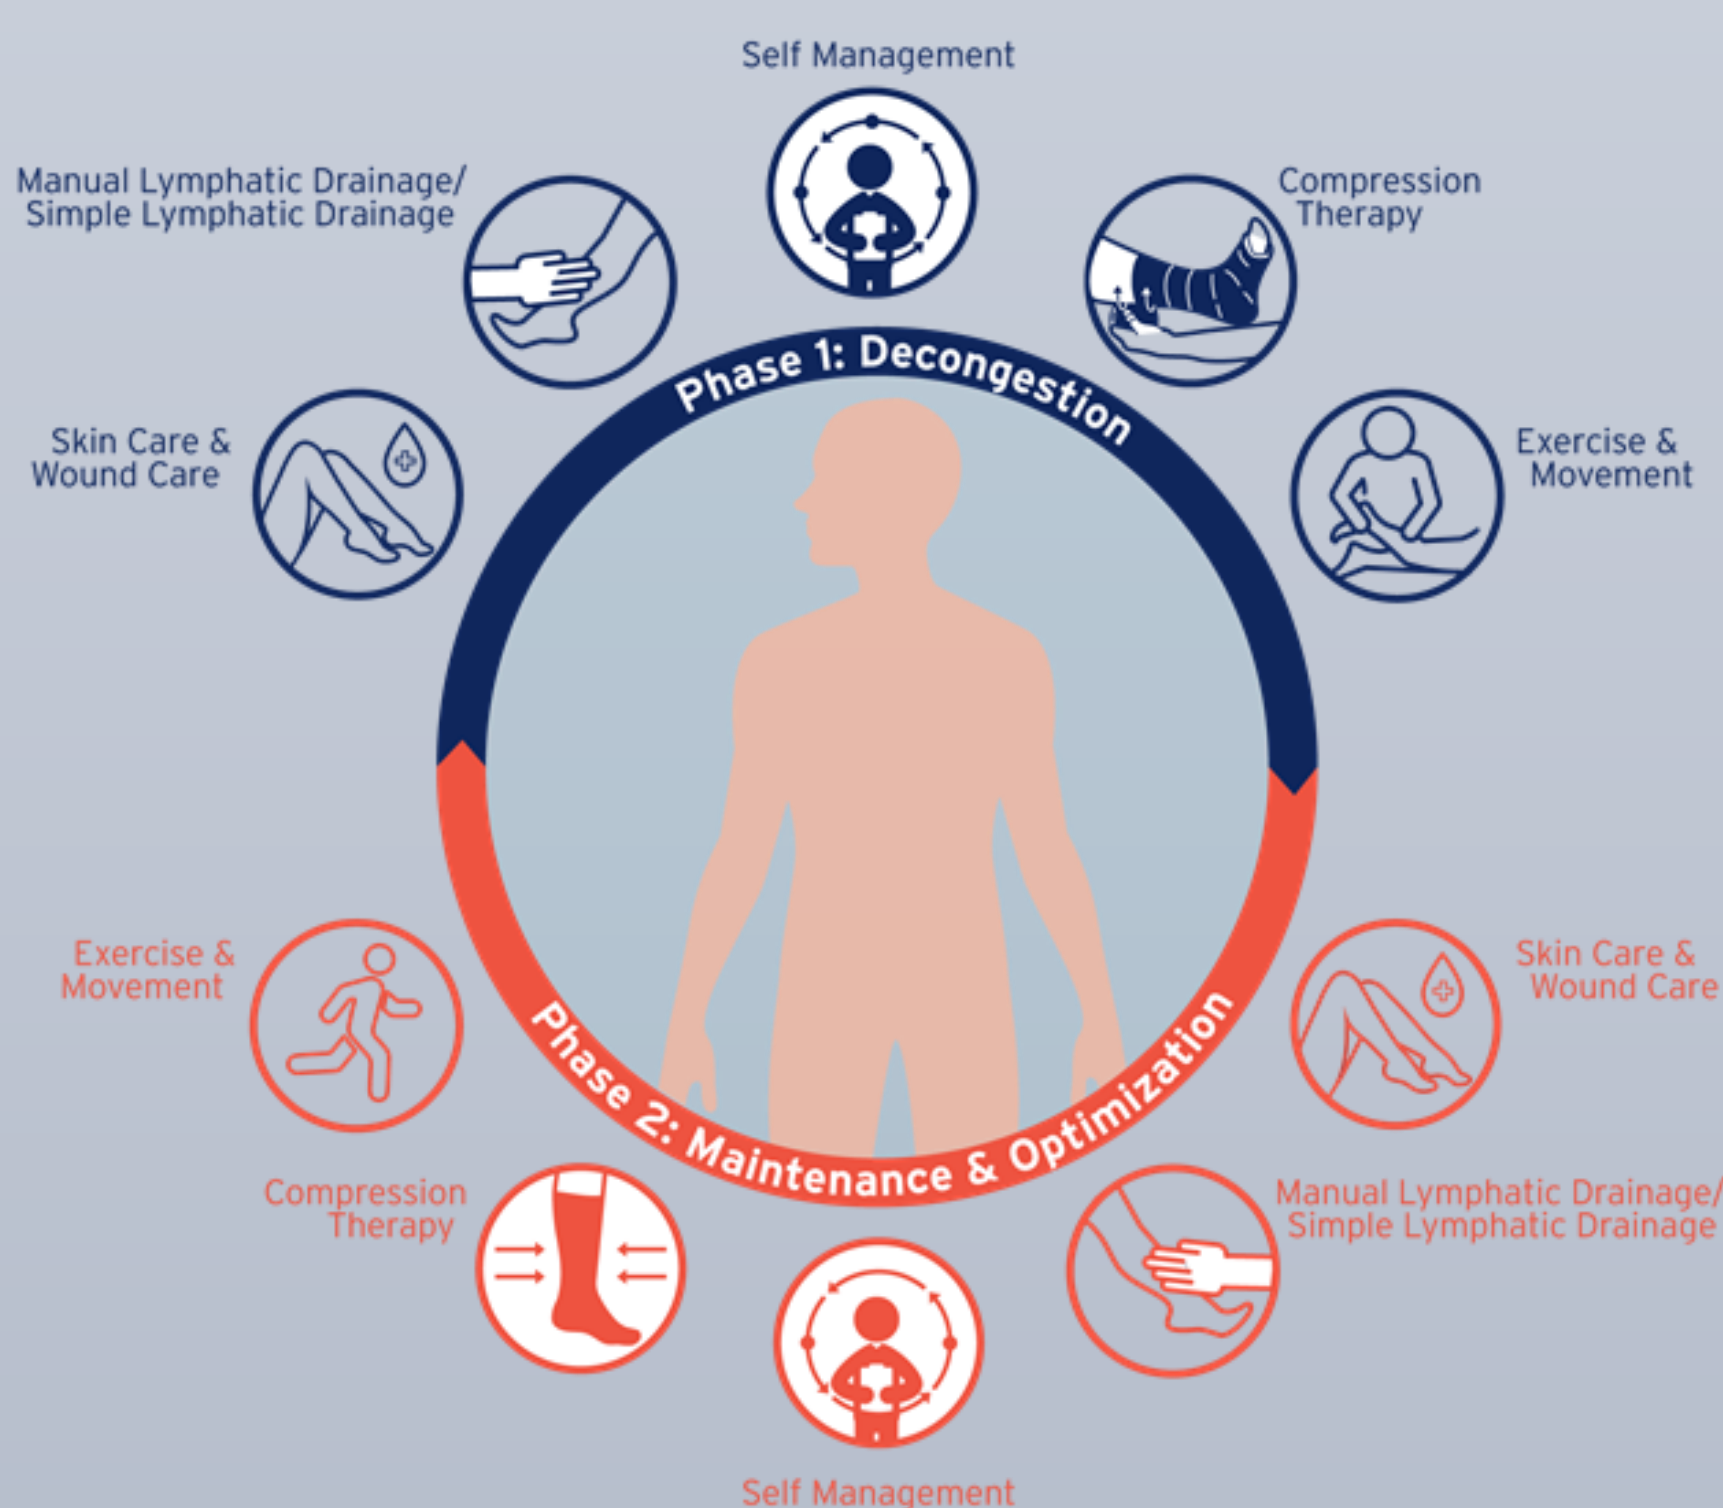 Self Management
Manual Lymphatic Drainage/
Simple Lymphatic Drainage
Compression
Therapy
Phase 1: Decongestion
Skin Care &
Wound Care
Exercise &
Movement
Exercise &
Movement
Skin Care &
Wound Care
Phase 2: Maintenance & Optimization
Compression
Therapy
Manual Lymphatic Drainage/
Simple Lymphatic Drainage
Self Management